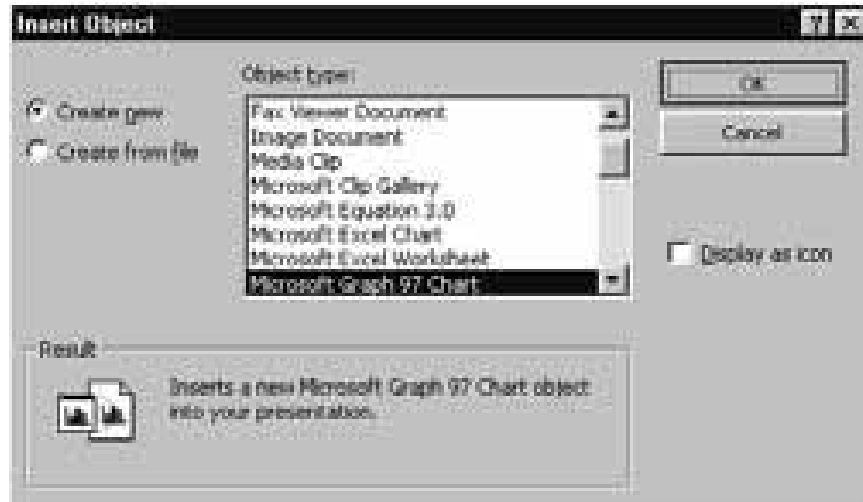 Insert Object
Object type:
Create new
Create from file
Fax Viewer Document
Image Document
Media Clip
Microsoft Clip Gallery
Microsoft Equation 3.0
Microsoft Excel Chart
Microsoft Excel Worksheet
Microsoft Graph 97 Chart
OK
Cancel
Display as icon
Result
Inserts a new Microsoft Graph 97 Chart object
into your presentation.